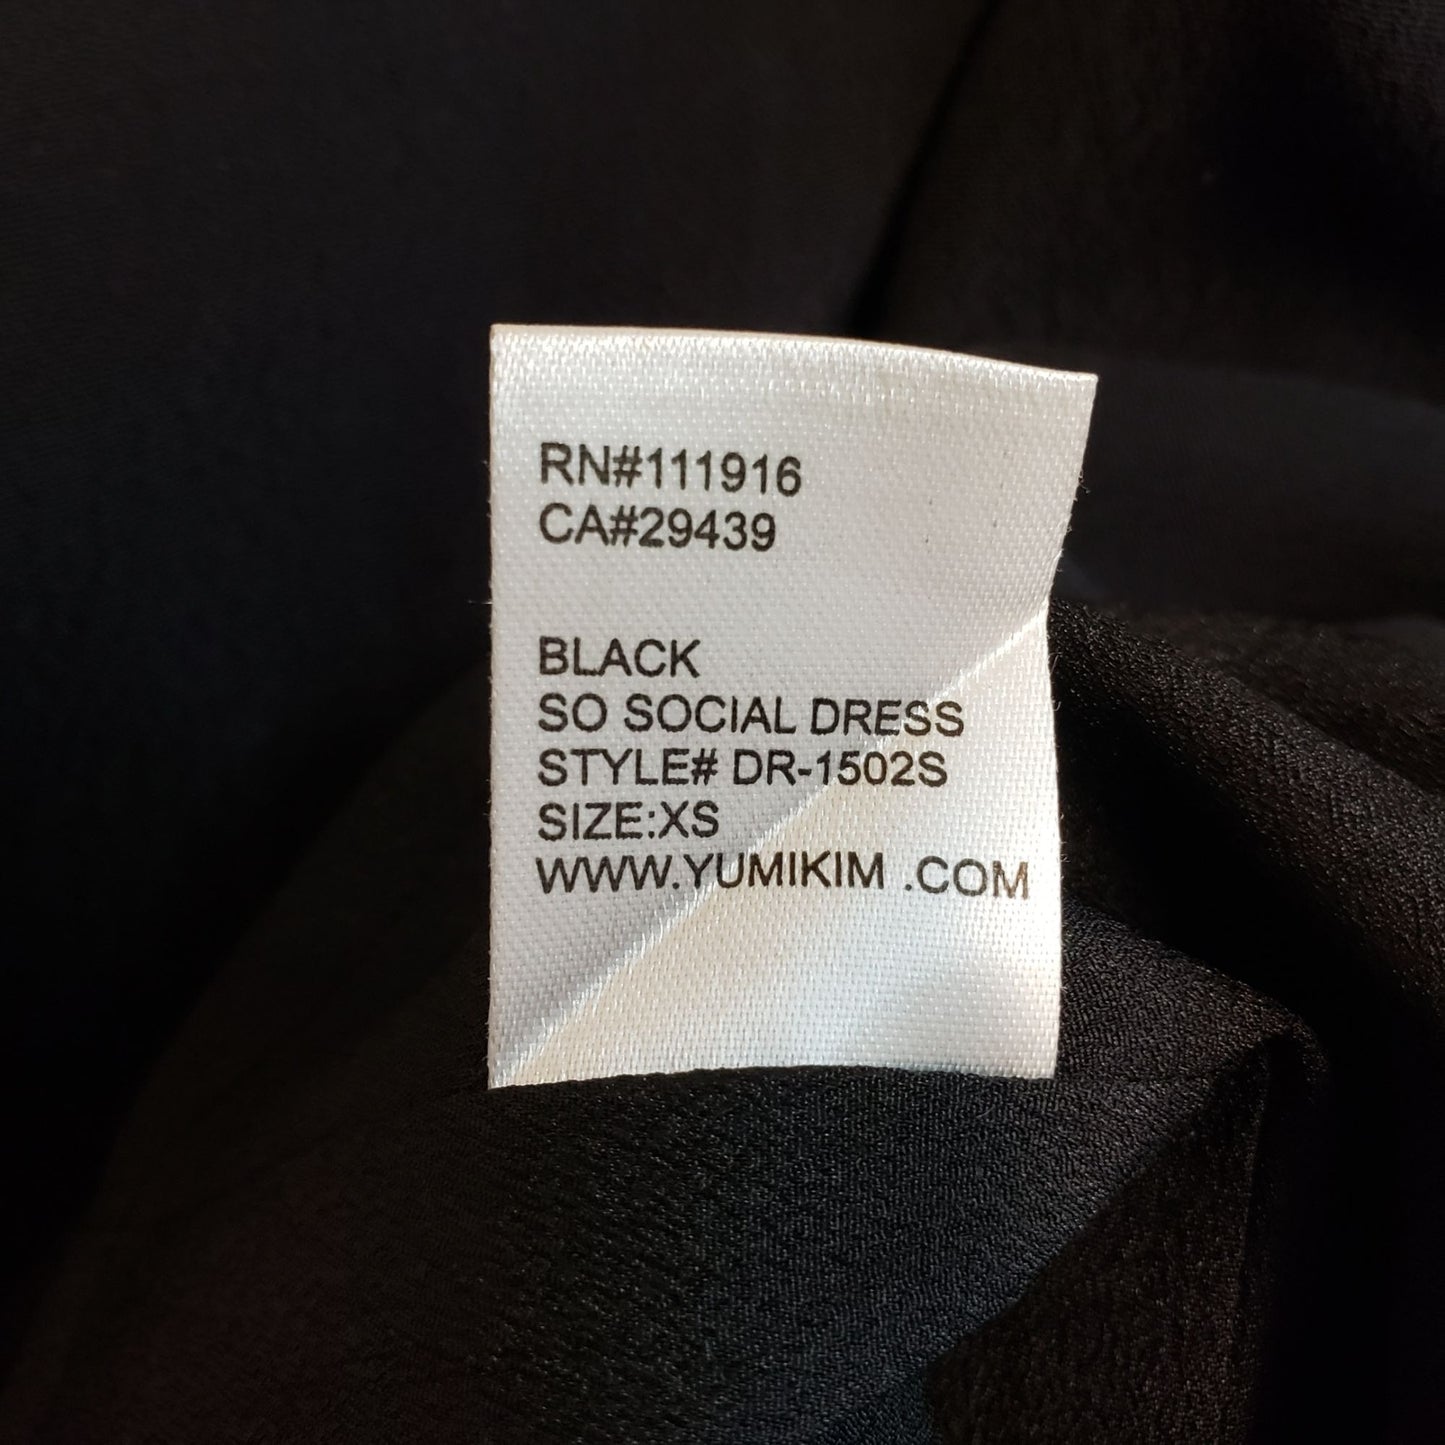 RN#111916
CA#29439
BLACK
SO SOCIAL DRESS
STYLE# DR-1502S
SIZE:XS
WWW.YUMIKIM .COM